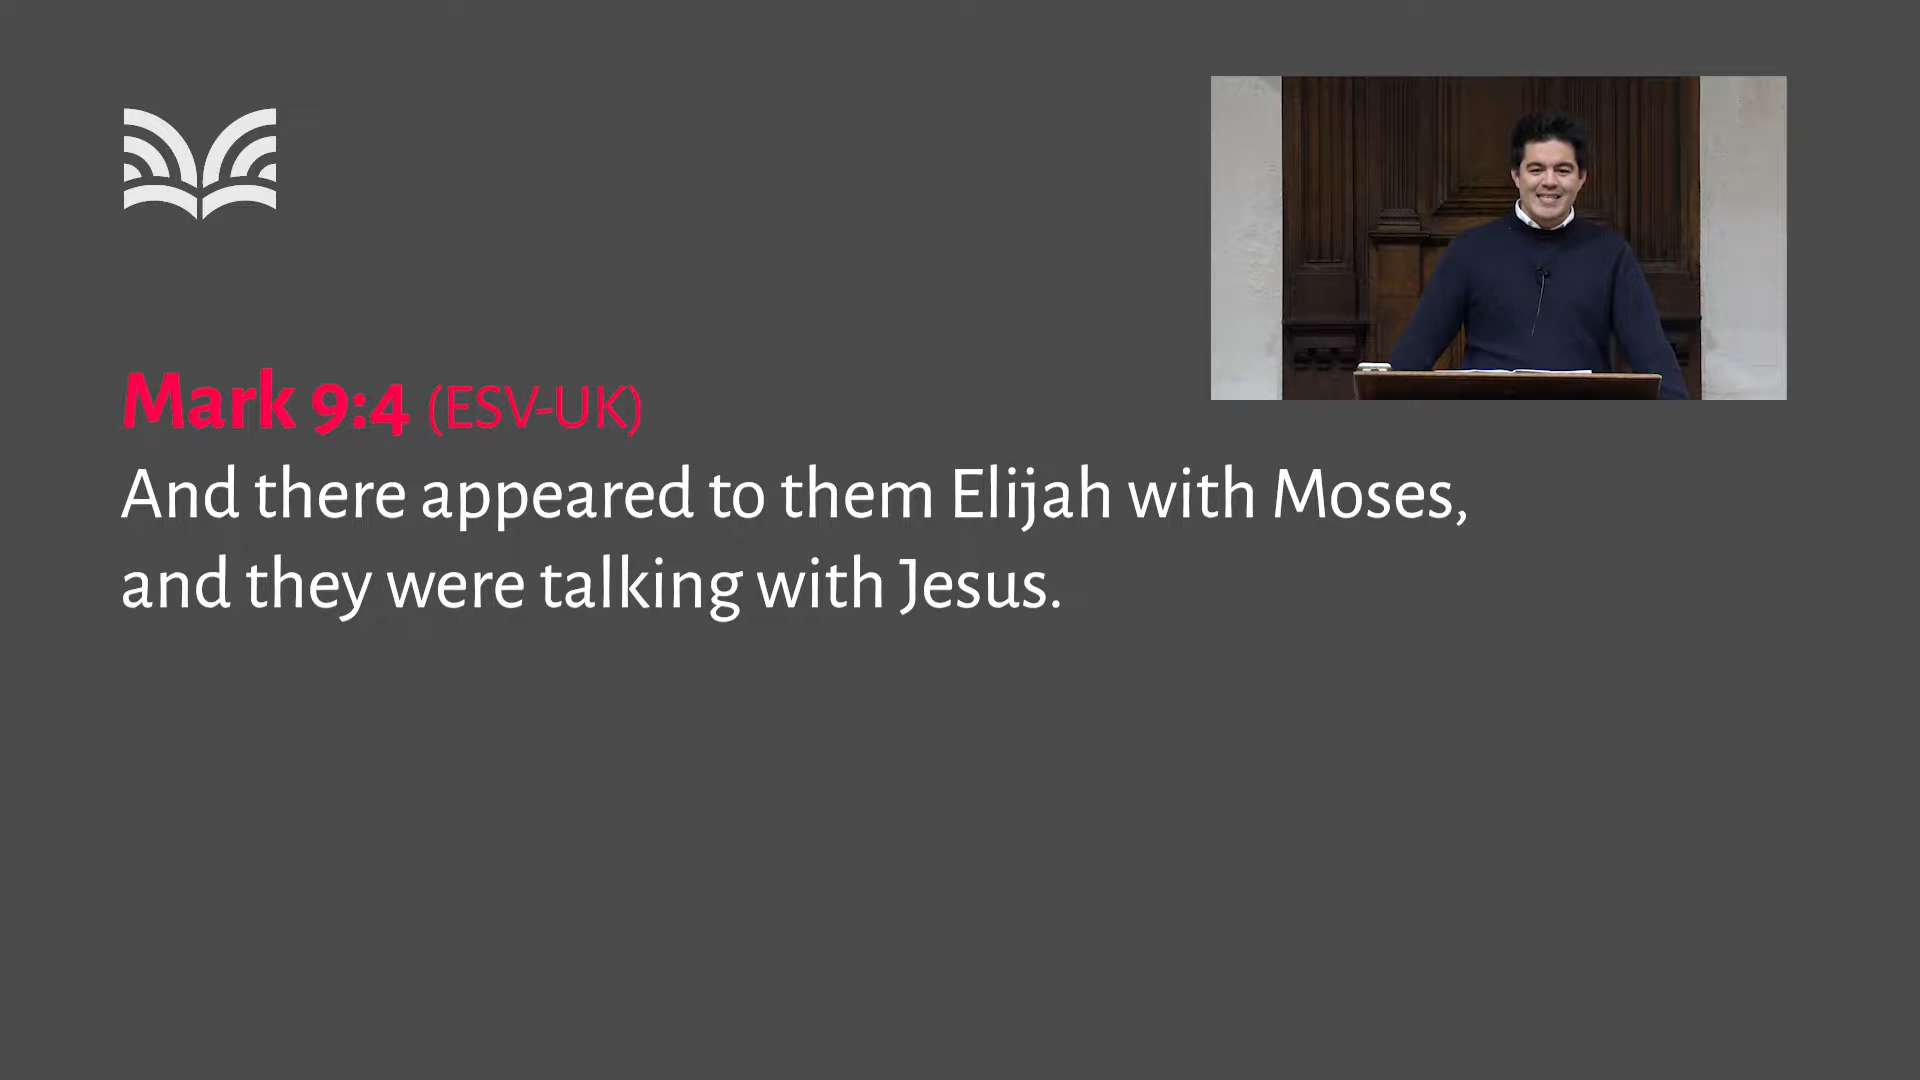 Mark 9:4 (ESV-UK)
And there appeared to them Elijah with Moses,
and they were talking with Jesus.